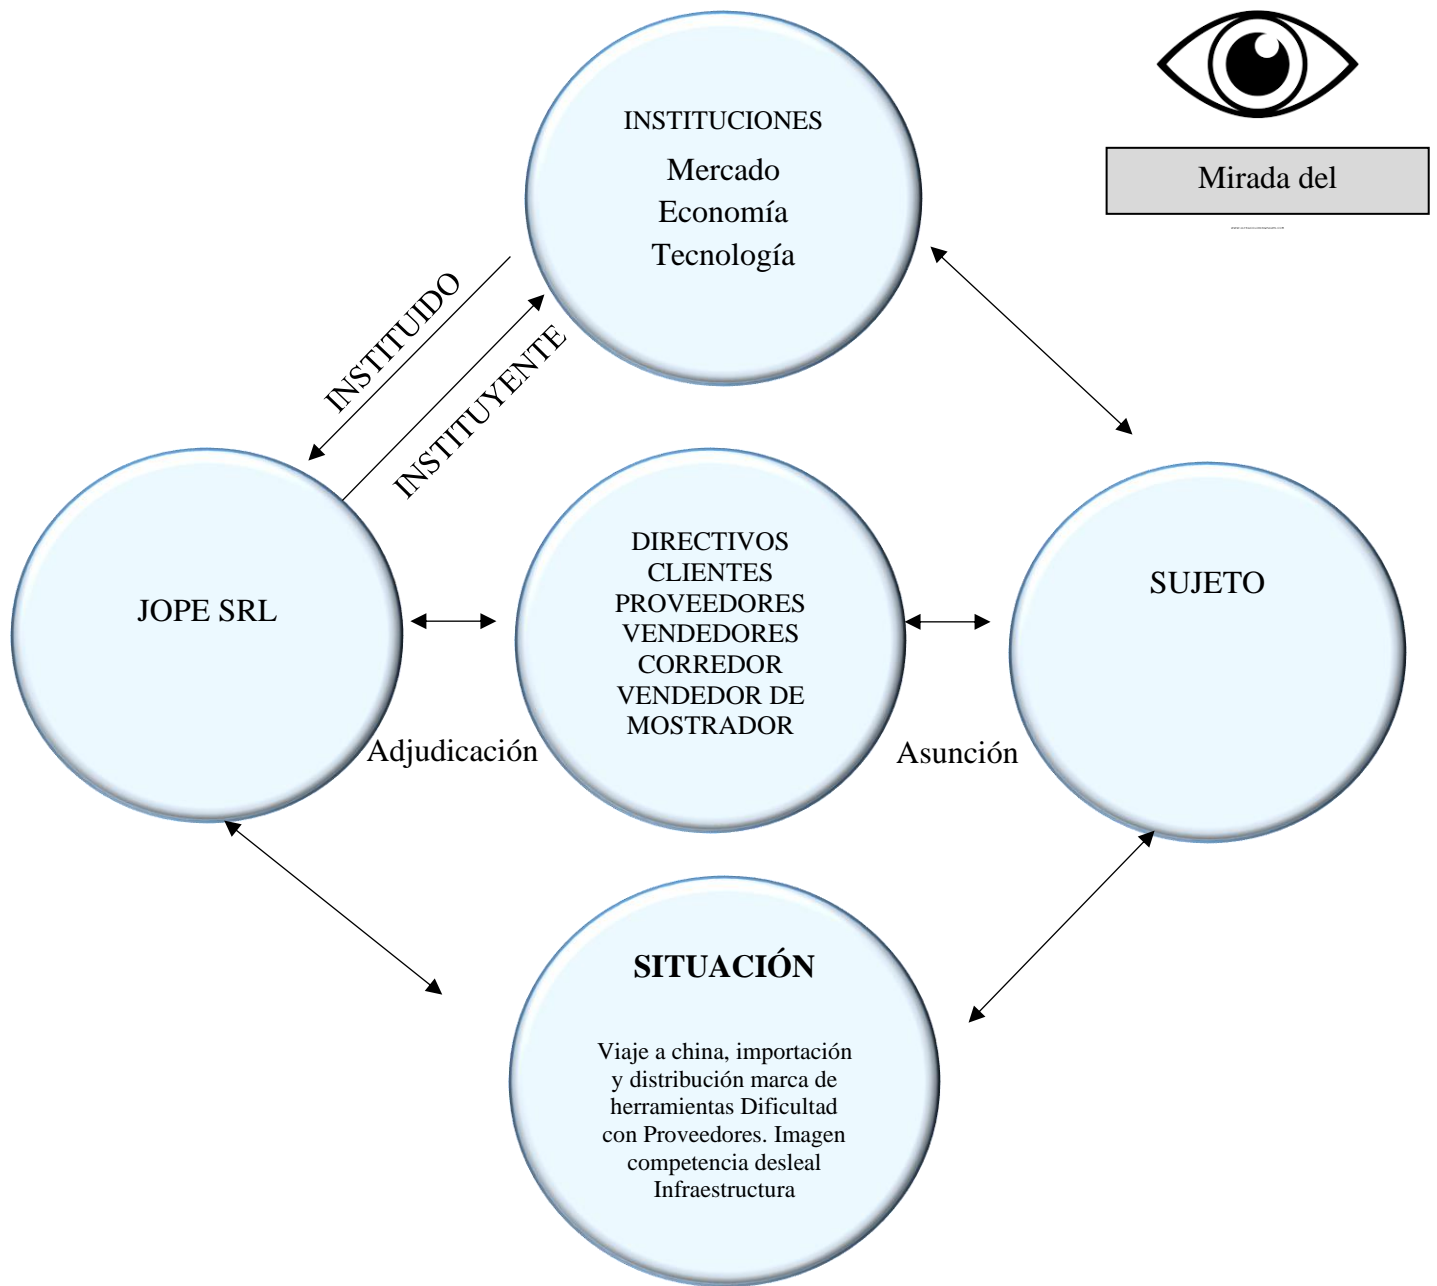 INSTITUCIONES
Mercado
Economía
Tecnología
Mirada del
INSTITUIDO
INSTITUYENTE
JOPE SRL
DIRECTIVOS
CLIENTES
PROVEEDORES
VENDEDORES
CORREDOR
VENDEDOR DE
MOSTRADOR
SUJETO
Adjudicación
Asunción
SITUACIÓN
Viaje a china, importación
y distribución marca de
herramientas Dificultad
con Proveedores. Imagen
competencia desleal
Infraestructura